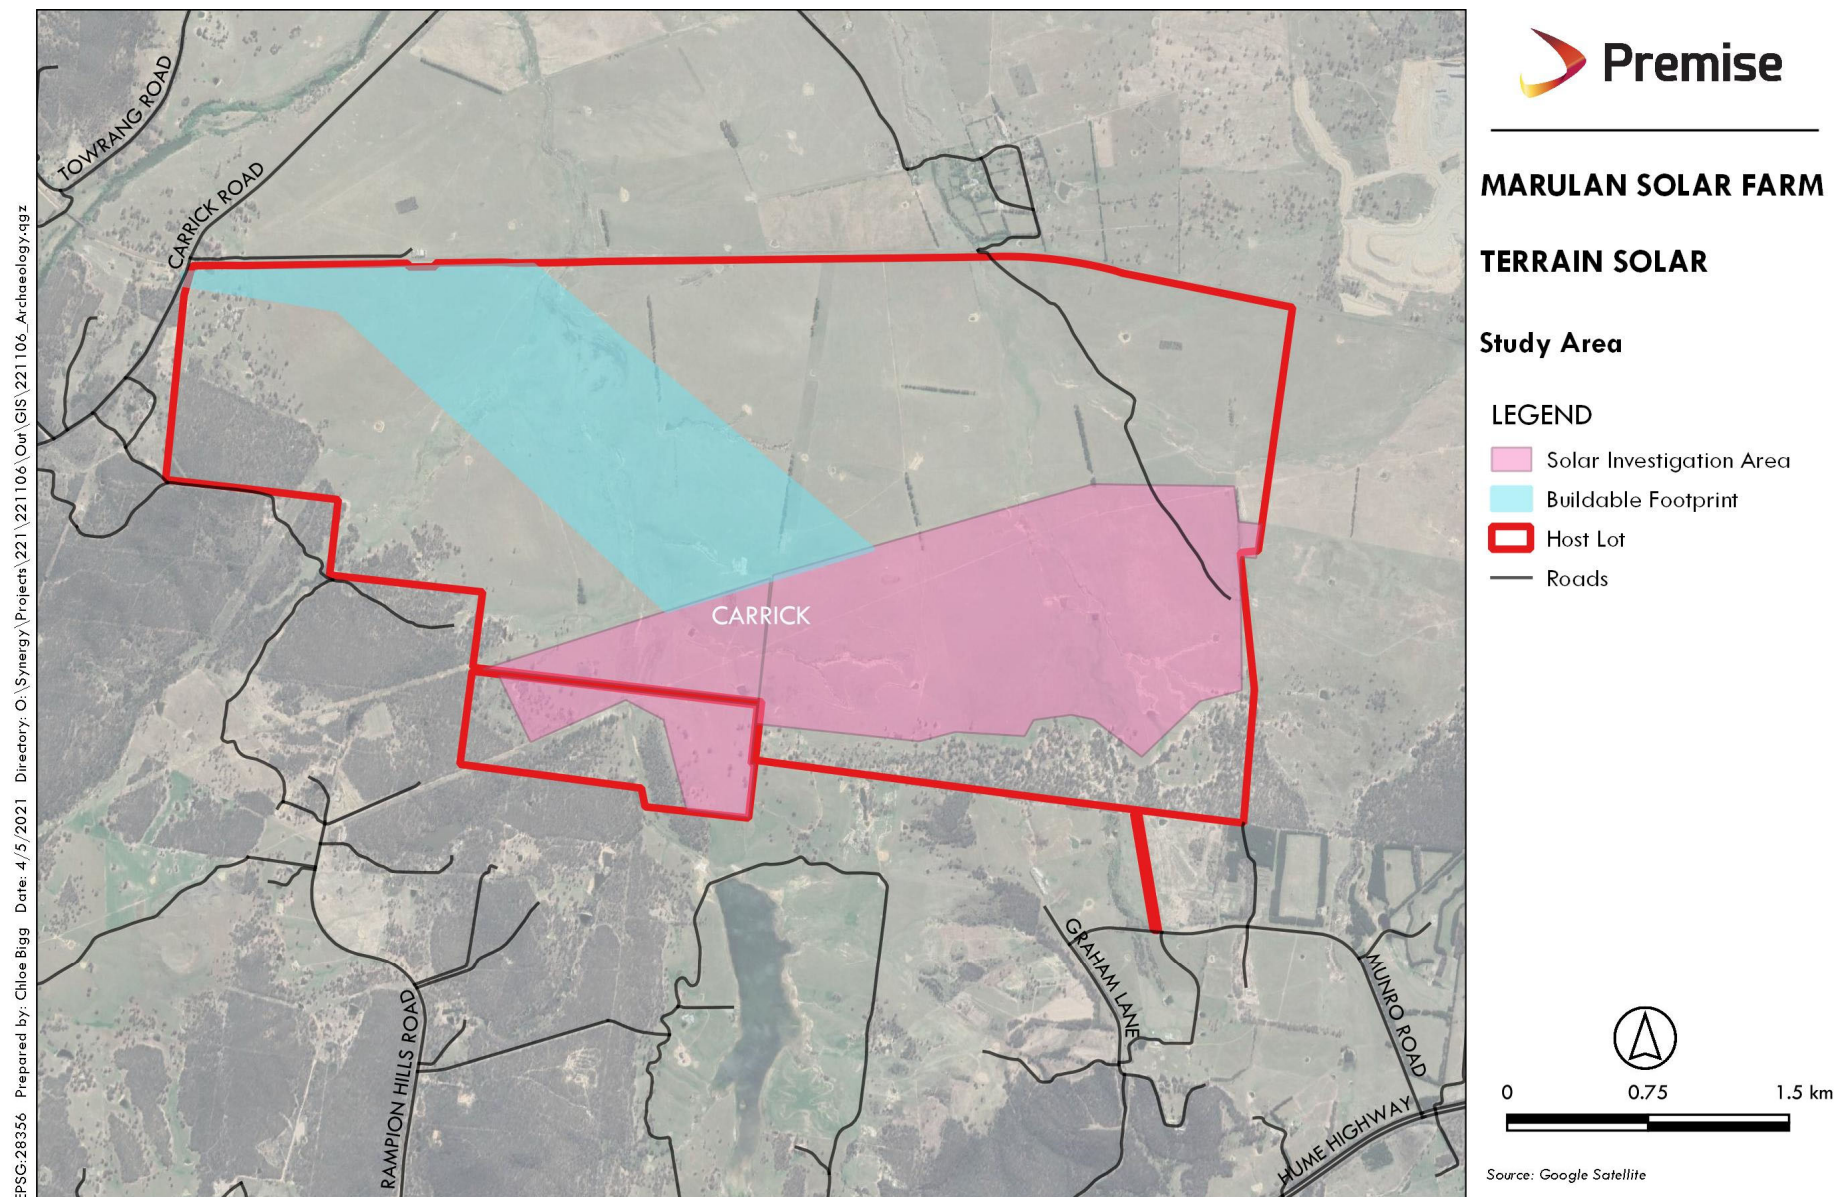 TOWRANG ROAD
CARRICK ROAD
CARRICK
GRAHAM LANE
MUNRO ROAD
RAMPION HILLS ROAD
HUME HIGHWAY
EPSG:28356 Prepared by: Chloe Bigg Date: 4/5/2021 Directory: O:\Synergy\Projects\221\221106\Out\GIS\221106_Archaeology.qgz
Premise
MARULAN SOLAR FARM
TERRAIN SOLAR
Study Area
LEGEND
Solar Investigation Area
Buildable Footprint
Host Lot
Roads
0 0.75 1.5 km
Source: Google Satellite